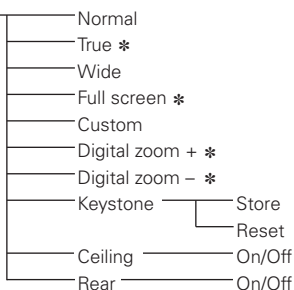 Normal
True ✱
Wide
Full screen ✱
Custom
Digital zoom + ✱
Digital zoom – ✱
Keystone Store
Reset
Ceiling On/Off
Rear On/Off